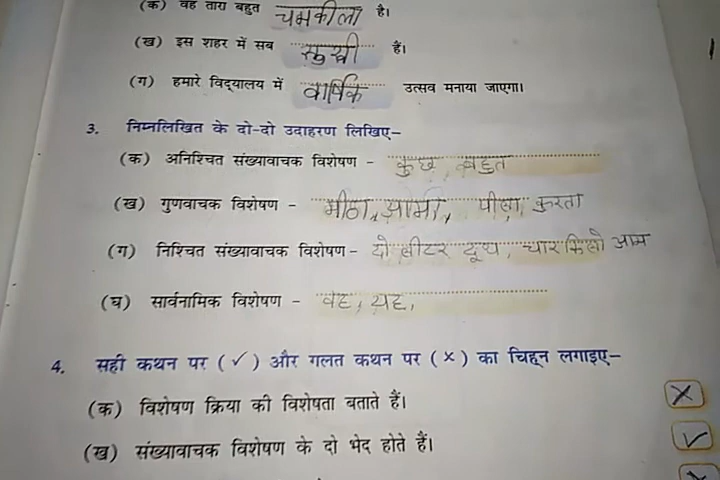 (क) वह तारा बहुत चमकीला है।
(ख) इस शहर में सब सुखी हैं।
(ग) हमारे विद्यालय में वार्षिक उत्सव मनाया जाएगा।
3. निम्नलिखित के दो-दो उदाहरण लिखिए–
(क) अनिश्चित संख्यावाचक विशेषण – कुछ, बहुत
(ख) गुणवाचक विशेषण – मीठा, पीला कुरता
(ग) निश्चित संख्यावाचक विशेषण – दो लीटर दूध, चार किलो आम
(घ) सार्वनामिक विशेषण – वह, यह,
4. सही कथन पर (✓) और गलत कथन पर (×) का चिह्न लगाइए–
(क) विशेषण क्रिया की विशेषता बताते हैं। ×
(ख) संख्यावाचक विशेषण के दो भेद होते हैं। ✓